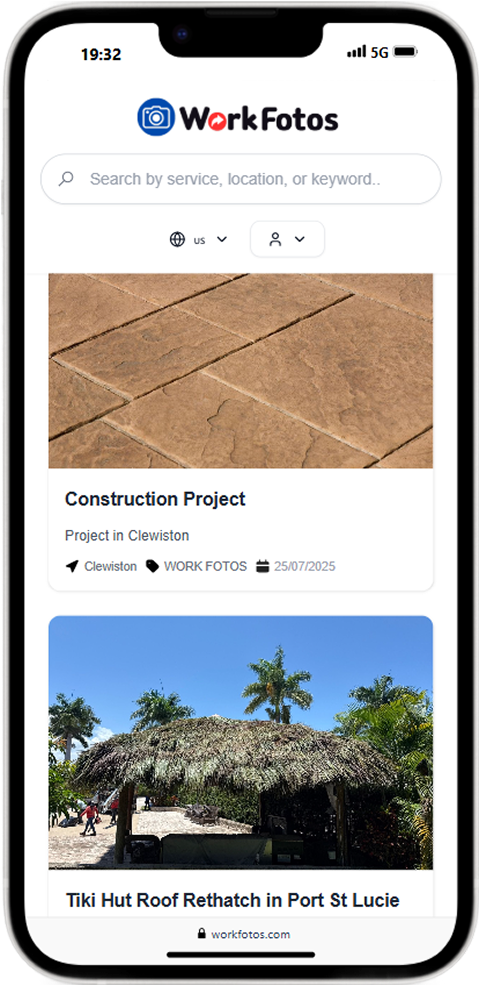 19:32
5G
WorkFotos
Search by service, location, or keyword..
us
Construction Project
Project in Clewiston
Clewiston WORK FOTOS 25/07/2025
Tiki Hut Roof Rethatch in Port St Lucie
workfotos.com